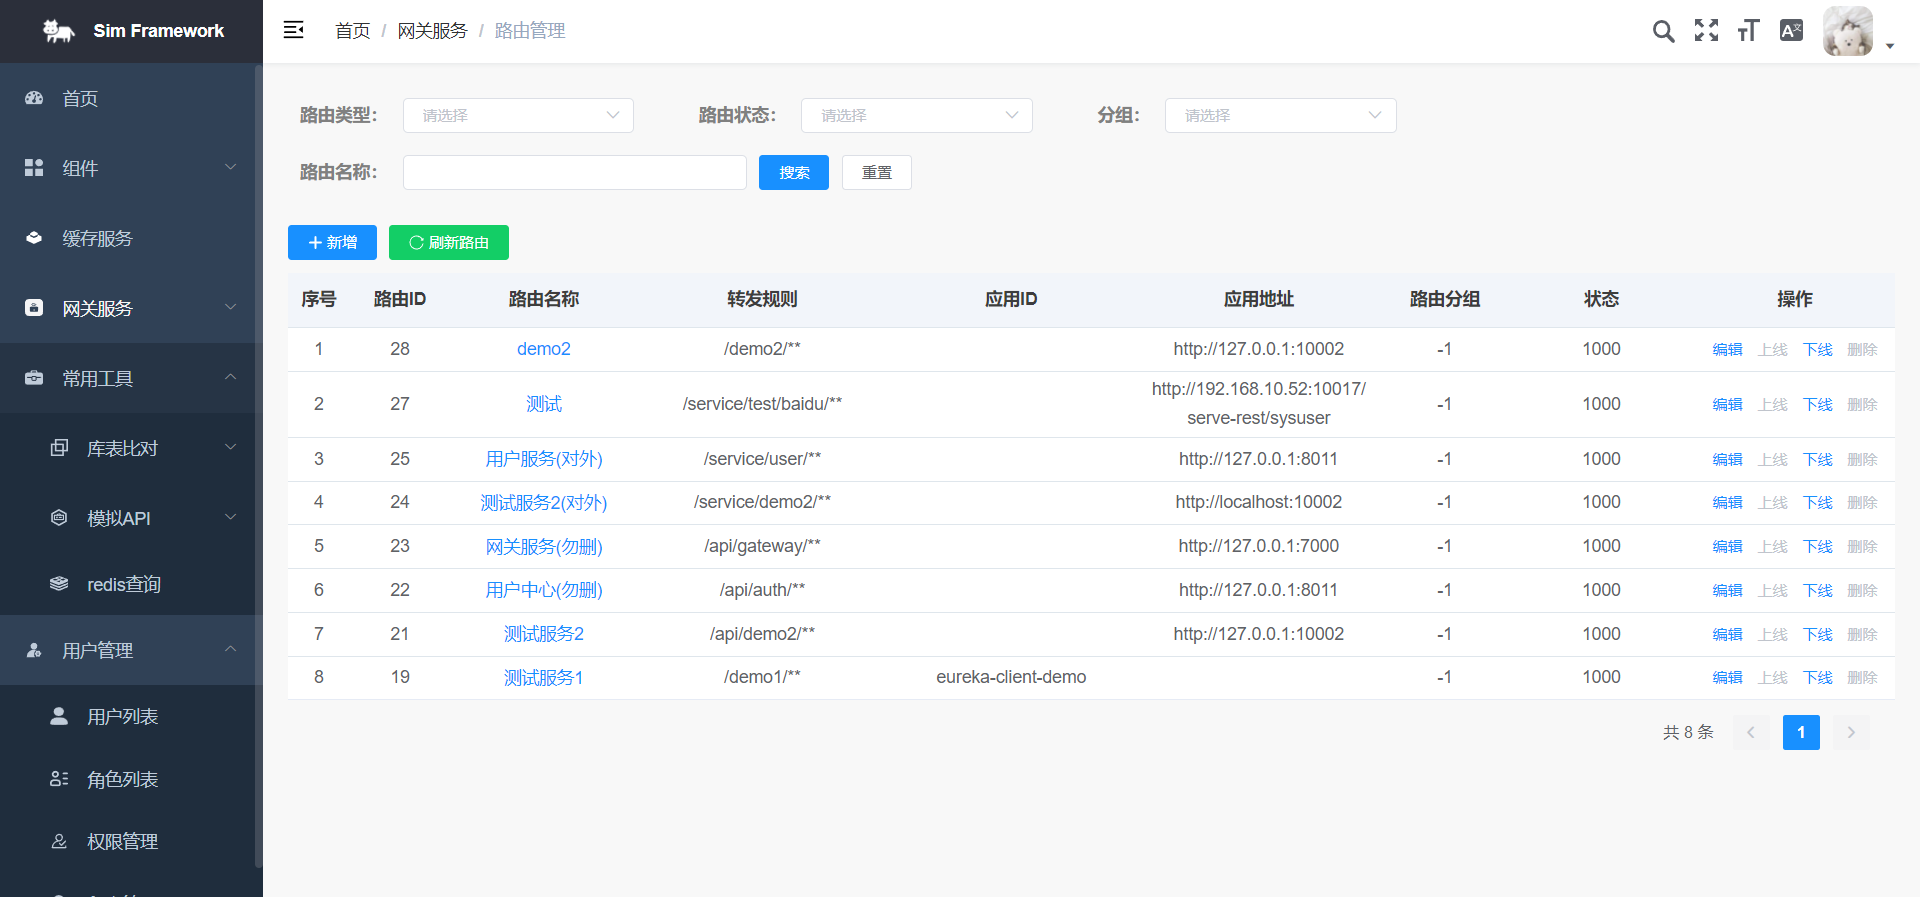 Sim Framework
首页 / 网关服务 / 路由管理
首页
组件
缓存服务
网关服务
常用工具
库表比对
模拟API
redis查询
用户管理
用户列表
角色列表
权限管理
路由类型: 请选择 路由状态: 请选择 分组: 请选择
路由名称: 搜索 重置
新增 刷新路由
序号 路由ID 路由名称 转发规则 应用ID 应用地址 路由分组 状态 操作
1 28 demo2 /demo2/** http://127.0.0.1:10002 -1 1000 编辑 上线 下线 删除
2 27 测试 /service/test/baidu/** http://192.168.10.52:10017/ -1 1000 编辑 上线 下线 删除
serve-rest/sysuser
3 25 用户服务(对外) /service/user/** http://127.0.0.1:8011 -1 1000 编辑 上线 下线 删除
4 24 测试服务2(对外) /service/demo2/** http://localhost:10002 -1 1000 编辑 上线 下线 删除
5 23 网关服务(勿删) /api/gateway/** http://127.0.0.1:7000 -1 1000 编辑 上线 下线 删除
6 22 用户中心(勿删) /api/auth/** http://127.0.0.1:8011 -1 1000 编辑 上线 下线 删除
7 21 测试服务2 /api/demo2/** http://127.0.0.1:10002 -1 1000 编辑 上线 下线 删除
8 19 测试服务1 /demo1/** eureka-client-demo -1 1000 编辑 上线 下线 删除
共 8 条 1